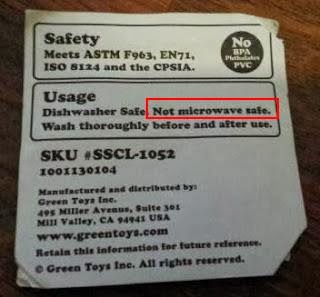 Safety
Meets ASTM F963, EN71,
ISO 8124 and the CPSIA.
No
BPA
Phthalates
PVC
Usage
Dishwasher Safe. Not microwave safe.
Wash thoroughly before and after use.
SKU #SSCL-1052
1001130104
Manufactured and distributed by:
Green Toys Inc.
495 Miller Avenue, Suite 301
Mill Valley, CA 94941 USA
www.greentoys.com
Retain this information for future reference.
© Green Toys Inc. All rights reserved.